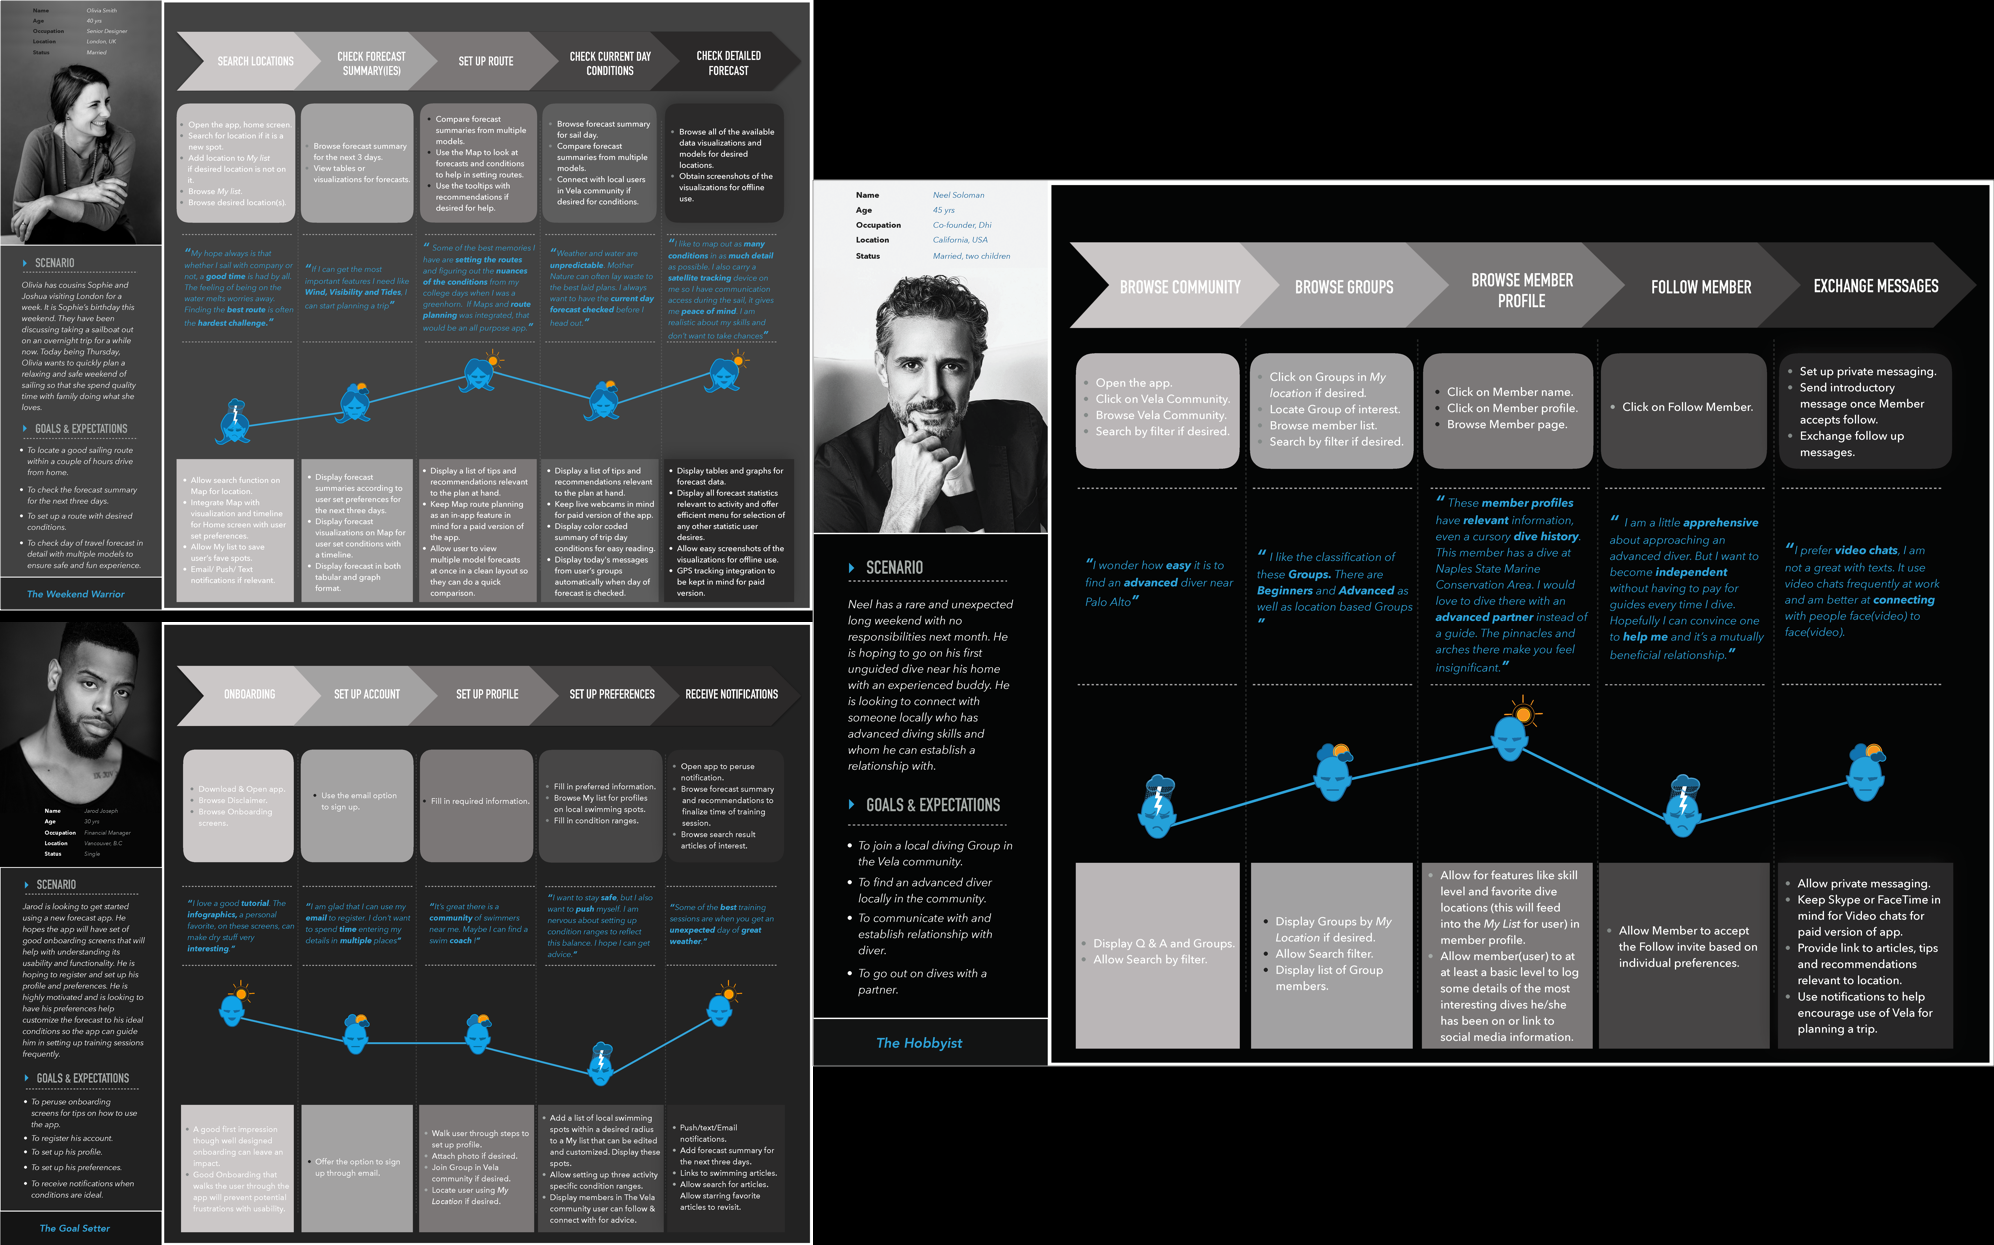 Name Olivia Smith
Age 40 yrs
Occupation Senior Designer
Location London, UK
Status Married
SCENARIO
Olivia has cousins Sophie and
Joshua visiting London for a
week. It is Sophie's birthday this
weekend. They have been
discussing taking a sailboat out
on an overnight trip for a while
now. Today being Thursday,
Olivia wants to quickly plan a
relaxing and safe weekend of
sailing so that she spend quality
time with family doing what she
loves.
GOALS & EXPECTATIONS
• To locate a good sailing route
within a couple of hours drive
from home.
• To check the forecast summary
for the next three days.
• To set up a route with desired
conditions.
• To check day of travel forecast in
detail with multiple models to
ensure safe and fun experience.
The Weekend Warrior
SEARCH LOCATIONS
CHECK FORECAST
SUMMARY(IES)
SET UP ROUTE
CHECK CURRENT DAY
CONDITIONS
CHECK DETAILED
FORECAST
• Open the app, home screen.
• Search for location if it is a
new spot.
• Add location to My list
if desired location is not on
it.
• Browse My list.
• Browse desired location(s).
• Browse forecast summary
for the next 3 days.
• View tables or
visualizations for forecasts.
• Compare forecast
summaries from multiple
models.
• Use the Map to look at
forecasts and conditions
to help in setting routes.
• Use the tooltips with
recommendations if
desired for help.
• Browse forecast summary
for sail day.
• Compare forecast
summaries from multiple
models.
• Connect with local users
in Vela community if
desired for conditions.
• Browse all of the available
data visualizations and
models for desired
locations.
• Obtain screenshots of the
visualizations for offline
use.
"My hope always is that
whether I sail with company or
not, a good time is had by all.
The feeling of being on the
water melts worries away.
Finding the best route is often
the hardest challenge."
"If I can get the most
important features I need like
Wind, Visibility and Tides, I
can start planning a trip"
" Some of the best memories I
have are setting the routes
and figuring out the nuances
of the conditions from my
college days when I was a
greenhorn. If Maps and route
planning was integrated, that
would be an all purpose app."
"Weather and water are
unpredictable. Mother
Nature can often lay waste to
the best laid plans. I always
want to have the current day
forecast checked before I
head out."
"I like to map out as many
conditions in as much detail
as possible. I also carry a
satellite tracking device on
me so I have communication
access during the sail, it gives
me peace of mind. I am
realistic about my skills and
don't want to take chances"
• Allow search function on
Map for location.
• Integrate Map with
visualization and timeline
for Home screen with user
set preferences.
• Allow My list to save
user's fave spots.
• Email/ Push/ Text
notifications if relevant.
• Display forecast
summaries according to
user set preferences for
the next three days.
• Display forecast
visualizations on Map for
user set conditions with
a timeline.
• Display forecast in both
tabular and graph
format.
• Display a list of tips and
recommendations relevant
to the plan at hand.
• Keep Map route planning
as an in-app feature in
mind for a paid version of
the app.
• Allow user to view
multiple model forecasts
at once in a clean layout so
they can do a quick
comparison.
• Display a list of tips and
recommendations relevant
to the plan at hand.
• Keep live webcams in mind
for paid version of the app.
• Display color coded
summary of trip day
conditions for easy reading.
• Display today's messages
from user's groups
automatically when day of
forecast is checked.
• Display tables and graphs for
forecast data.
• Display all forecast statistics
relevant to activity and offer
efficient menu for selection of
any other statistic user
desires.
• Allow easy screenshots of the
visualizations for offline use.
• GPS tracking integration to
be kept in mind for paid
version.
Name Jarod Joseph
Age 30 yrs
Occupation Financial Manager
Location Vancouver, B.C
Status Single
SCENARIO
Jarod is looking to get started
using a new forecast app. He
hopes the app will have set of
good onboarding screens that will
help with understanding its
usability and functionality. He is
hoping to register and set up his
profile and preferences. He is
highly motivated and is looking to
have his preferences help
customize the forecast to his ideal
conditions so the app can guide
him in setting up training sessions
frequently.
GOALS & EXPECTATIONS
• To peruse onboarding
screens for tips on how to use
the app.
• To register his account.
• To set up his profile.
• To set up his preferences.
• To receive notifications when
conditions are ideal.
The Goal Setter
ONBOARDING
SET UP ACCOUNT
SET UP PROFILE
SET UP PREFERENCES
RECEIVE NOTIFICATIONS
• Download & Open app.
• Browse Disclaimer.
• Browse Onboarding
screens.
• Use the email option
to sign up.
• Fill in required information.
• Fill in preferred information.
• Browse My list for profiles
on local swimming spots.
• Fill in condition ranges.
• Open app to peruse
notification.
• Browse forecast summary
and recommendations to
finalize time of training
session.
• Browse search result
articles of interest.
"I love a good tutorial. The
infographics, a personal
favorite, on these screens, can
make dry stuff very
interesting."
"I am glad that I can use my
email to register. I don't want
to spend time entering my
details in multiple places"
"It's great there is a
community of swimmers
near me. Maybe I can find a
swim coach !"
"I want to stay safe, but I also
want to push myself. I am
nervous about setting up
condition ranges to reflect
this balance. I hope I can get
advice."
"Some of the best training
sessions are when you get an
unexpected day of great
weather."
• A good first impression
though well designed
onboarding can leave an
impact.
• Good Onboarding that
walks the user through the
app will prevent potential
frustrations with usability.
• Offer the option to sign
up through email.
• Walk user through steps to
set up profile.
• Attach photo if desired.
• Join Group in Vela
community if desired.
• Locate user using My
Location if desired.
• Add a list of local swimming
spots within a desired radius
to a My list that can be edited
and customized. Display these
spots.
• Allow setting up three activity
specific condition ranges.
• Display members in The Vela
community user can follow &
connect with for advice.
• Push/text/Email
notifications.
• Add forecast summary for
the next three days.
• Links to swimming articles.
• Allow search for articles.
Allow starring favorite
articles to revisit.
Name Neel Soloman
Age 45 yrs
Occupation Co-founder, Dhi
Location California, USA
Status Married, two children
SCENARIO
Neel has a rare and unexpected
long weekend with no
responsibilities next month. He
is hoping to go on his first
unguided dive near his home
with an experienced buddy. He
is looking to connect with
someone locally who has
advanced diving skills and
whom he can establish a
relationship with.
GOALS & EXPECTATIONS
• To join a local diving Group in
the Vela community.
• To find an advanced diver
locally in the community.
• To communicate with and
establish relationship with
diver.
• To go out on dives with a
partner.
The Hobbyist
BROWSE COMMUNITY
BROWSE GROUPS
BROWSE MEMBER
PROFILE
FOLLOW MEMBER
EXCHANGE MESSAGES
• Open the app.
• Click on Vela Community.
• Browse Vela Community.
• Search by filter if desired.
• Click on Groups in My
location if desired.
• Locate Group of interest.
• Browse member list.
• Search by filter if desired.
• Click on Member name.
• Click on Member profile.
• Browse Member page.
• Click on Follow Member.
• Set up private messaging.
• Send introductory
message once Member
accepts follow.
• Exchange follow up
messages.
"I wonder how easy it is to
find an advanced diver near
Palo Alto"
" I like the classification of
these Groups. There are
Beginners and Advanced as
well as location based Groups
"
" These member profiles
have relevant information,
even a cursory dive history.
This member has a dive at
Naples State Marine
Conservation Area. I would
love to dive there with an
advanced partner instead of
a guide. The pinnacles and
arches there make you feel
insignificant."
" I am a little apprehensive
about approaching an
advanced diver. But I want to
become independent
without having to pay for
guides every time I dive.
Hopefully I can convince one
to help me and it's a mutually
beneficial relationship."
"I prefer video chats, I am
not a great with texts. It use
video chats frequently at work
and am better at connecting
with people face(video) to
face(video).
• Display Q & A and Groups.
• Allow Search by filter.
• Display Groups by My
Location if desired.
• Allow Search filter.
• Display list of Group
members.
• Allow for features like skill
level and favorite dive
locations (this will feed
into the My List for user) in
member profile.
• Allow member(user) to at
at least a basic level to log
some details of the most
interesting dives he/she
has been on or link to
social media information.
• Allow Member to accept
the Follow invite based on
individual preferences.
• Allow private messaging.
• Keep Skype or FaceTime in
mind for Video chats for
paid version of app.
• Provide link to articles, tips
and recommendations
relevant to location.
• Use notifications to help
encourage use of Vela for
planning a trip.